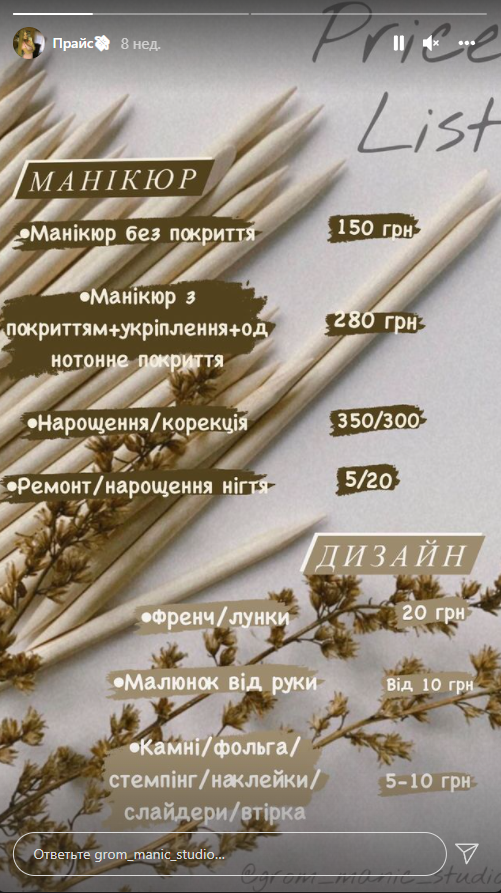 Прайс 8 нед.
Price
List
МАНІКЮР
•Манікюр без покриття 150 грн
•Манікюр з
покриттям+укріплення+од
нотонне покриття
280 грн
•Нарощення/корекція 350/300
•Ремонт/нарощення нігтя 5/20
ДИЗАЙН
•Френч/лунки 20 грн
•Малюнок від руки Від 10 грн
•Камні/фольга/
стемпінг/наклейки/
слайдери/втірка
5-10 грн
Ответьте grom_manic_studio...
@grom_manic_studio